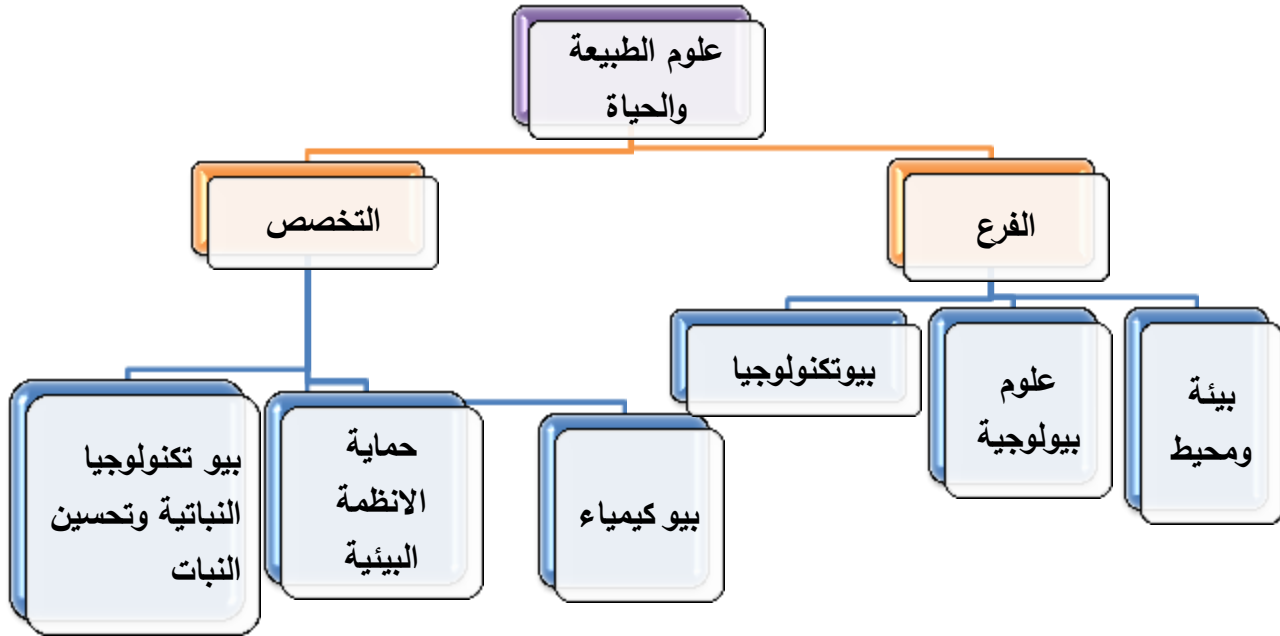 علوم الطبيعة
والحياة
الفرع
التخصص
بيئة
ومحيط
علوم
بيولوجية
بيوتكنولوجيا
بيو كيمياء
حماية
الانظمة
البيئية
بيو تكنولوجيا
النباتية وتحسين
النبات